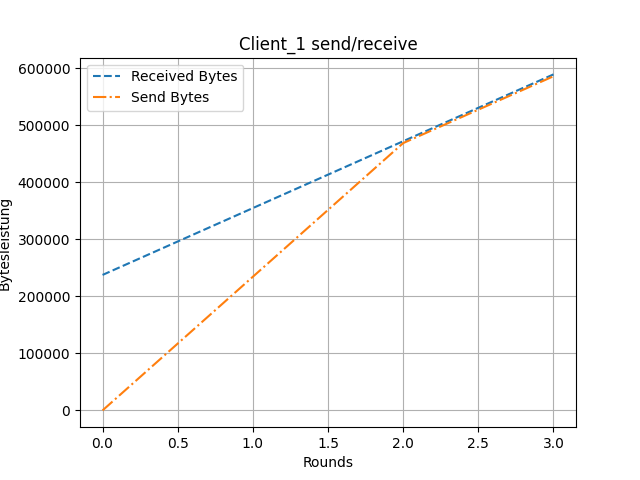 Client_1 send/receive
Received Bytes
Send Bytes
600000
500000
400000
300000
200000
100000
0
Bytesleistung
0.0 0.5 1.0 1.5 2.0 2.5 3.0
Rounds